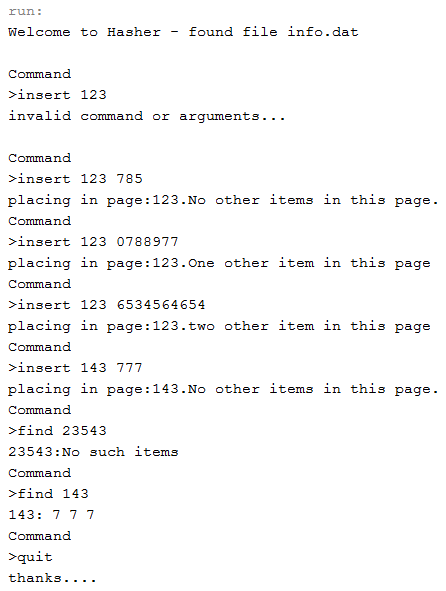 run:
Welcome to Hasher - found file info.dat
Command
>insert 123
invalid command or arguments...
Command
>insert 123 785
placing in page:123.No other items in this page.
Command
>insert 123 0788977
placing in page:123.One other item in this page
Command
>insert 123 6534564654
placing in page:123.two other item in this page
Command
>insert 143 777
placing in page:143.No other items in this page.
Command
>find 23543
23543:No such items
Command
>find 143
143: 7 7 7
Command
>quit
thanks....